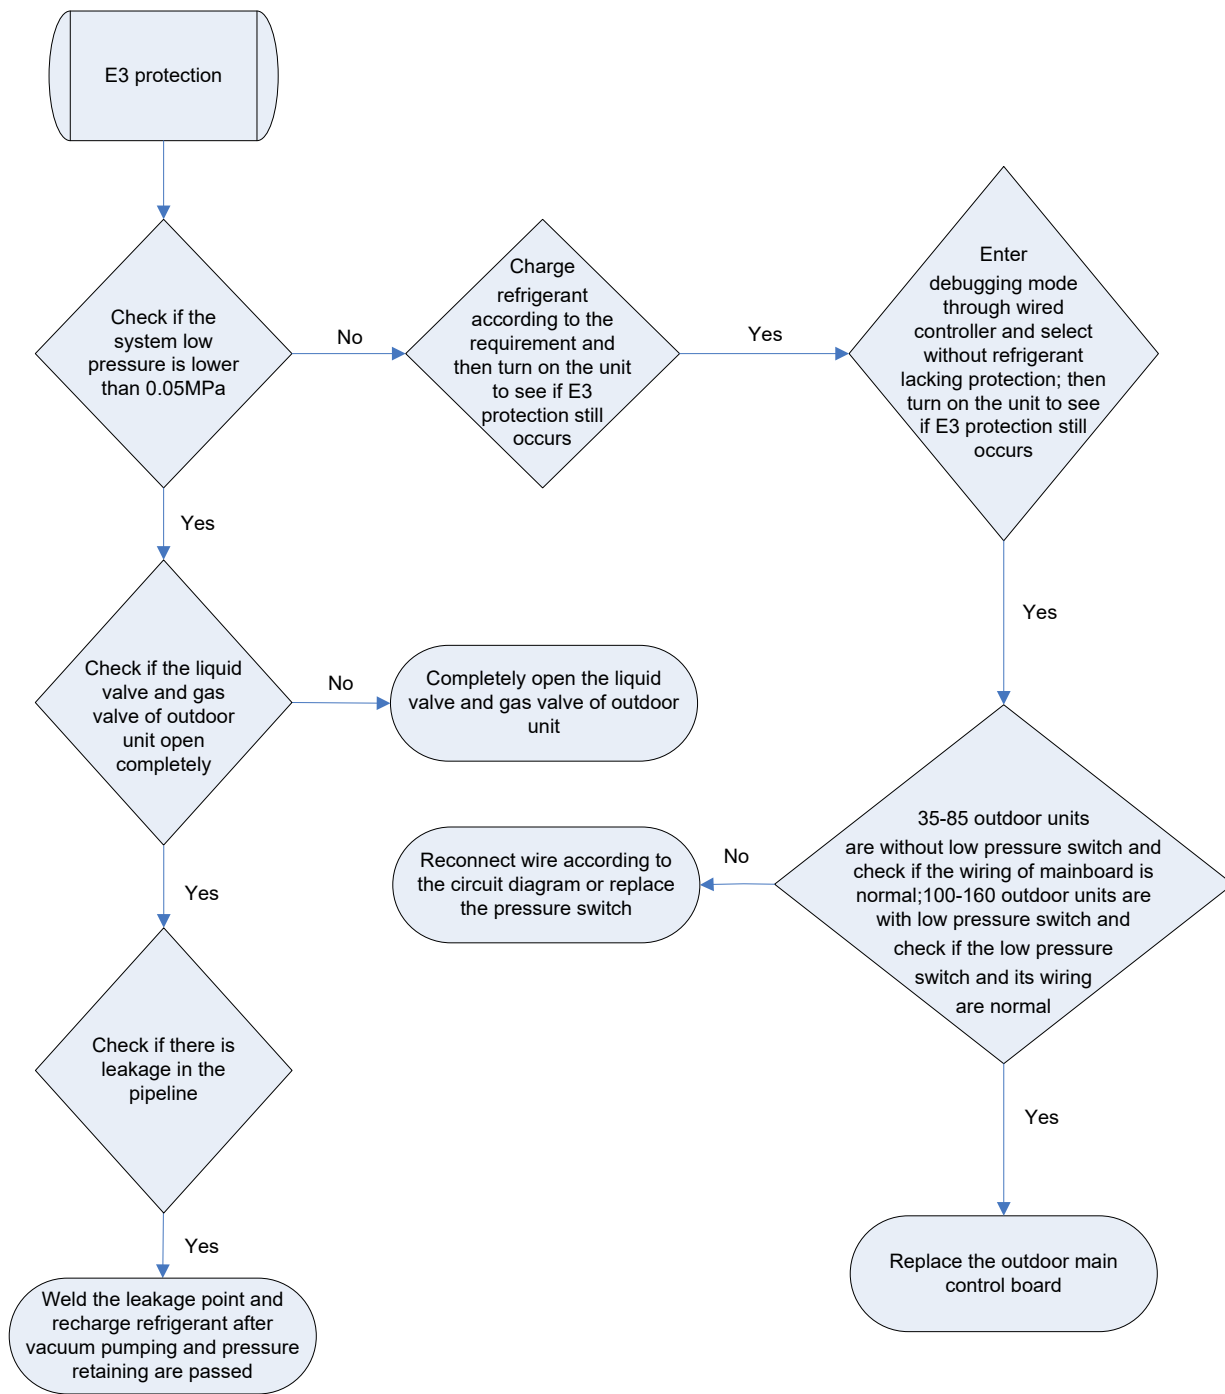 E3 protection
Check if the
system low
pressure is lower
than 0.05MPa
No
Charge
refrigerant
according to the
requirement and
then turn on the unit
to see if E3
protection still
occurs
Yes
Enter
debugging mode
through wired
controller and select
without refrigerant
lacking protection; then
turn on the unit to see
if E3 protection still
occurs
Yes
Yes
Check if the liquid
valve and gas
valve of outdoor
unit open
completely
No
Completely open the liquid
valve and gas valve of outdoor
unit
35-85 outdoor units
are without low pressure switch and
check if the wiring of mainboard is
normal;100-160 outdoor units are
with low pressure switch and
check if the low pressure
switch and its wiring
are normal
No
Reconnect wire according to
the circuit diagram or replace
the pressure switch
Yes
Check if there is
leakage in the
pipeline
Yes
Yes
Weld the leakage point and
recharge refrigerant after
vacuum pumping and pressure
retaining are passed
Replace the outdoor main
control board